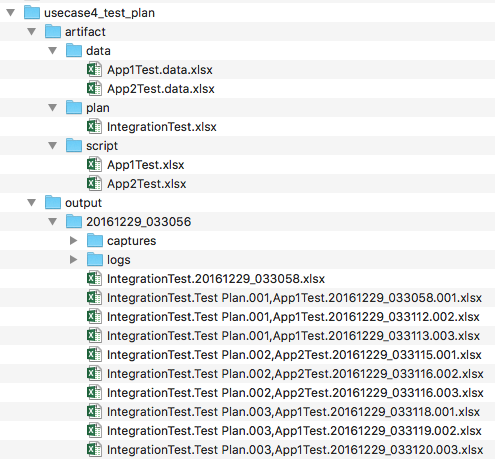 usecase4_test_plan
artifact
data
App1Test.data.xlsx
App2Test.data.xlsx
plan
IntegrationTest.xlsx
script
App1Test.xlsx
App2Test.xlsx
output
20161229_033056
captures
logs
IntegrationTest.20161229_033058.xlsx
IntegrationTest.Test Plan.001,App1Test.20161229_033058.001.xlsx
IntegrationTest.Test Plan.001,App1Test.20161229_033112.002.xlsx
IntegrationTest.Test Plan.001,App1Test.20161229_033113.003.xlsx
IntegrationTest.Test Plan.002,App2Test.20161229_033115.001.xlsx
IntegrationTest.Test Plan.002,App2Test.20161229_033116.002.xlsx
IntegrationTest.Test Plan.002,App2Test.20161229_033116.003.xlsx
IntegrationTest.Test Plan.003,App1Test.20161229_033118.001.xlsx
IntegrationTest.Test Plan.003,App1Test.20161229_033119.002.xlsx
IntegrationTest.Test Plan.003,App1Test.20161229_033120.003.xlsx